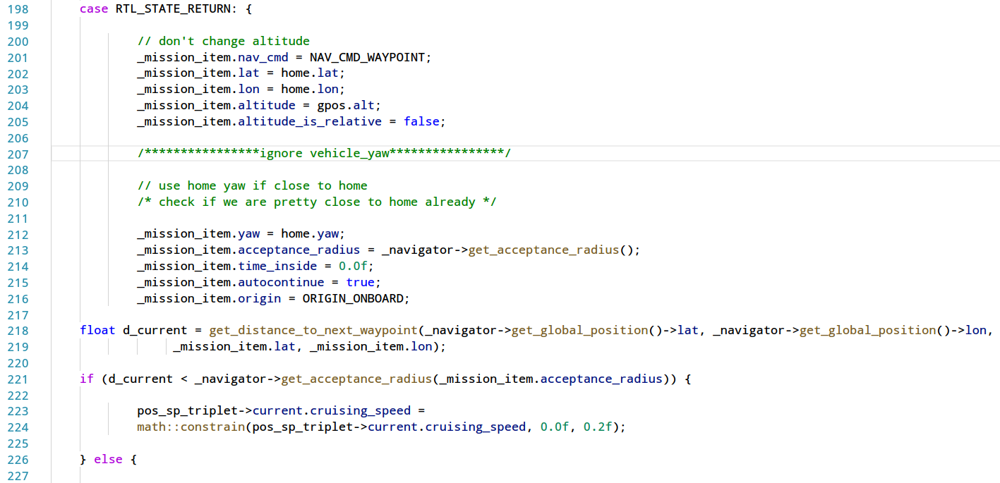 198 case RTL_STATE_RETURN: {
199
200 // don't change altitude
201 _mission_item.nav_cmd = NAV_CMD_WAYPOINT;
202 _mission_item.lat = home.lat;
203 _mission_item.lon = home.lon;
204 _mission_item.altitude = gpos.alt;
205 _mission_item.altitude_is_relative = false;
206
207 /****************ignore vehicle_yaw****************/
208
209 // use home yaw if close to home
210 /* check if we are pretty close to home already */
211
212 _mission_item.yaw = home.yaw;
213 _mission_item.acceptance_radius = _navigator->get_acceptance_radius();
214 _mission_item.time_inside = 0.0f;
215 _mission_item.autocontinue = true;
216 _mission_item.origin = ORIGIN_ONBOARD;
217
218 float d_current = get_distance_to_next_waypoint(_navigator->get_global_position()->lat, _navigator->get_global_position()->lon,
219 _mission_item.lat, _mission_item.lon);
220
221 if (d_current < _navigator->get_acceptance_radius(_mission_item.acceptance_radius)) {
222
223 pos_sp_triplet->current.cruising_speed =
224 math::constrain(pos_sp_triplet->current.cruising_speed, 0.0f, 0.2f);
225
226 } else {
227